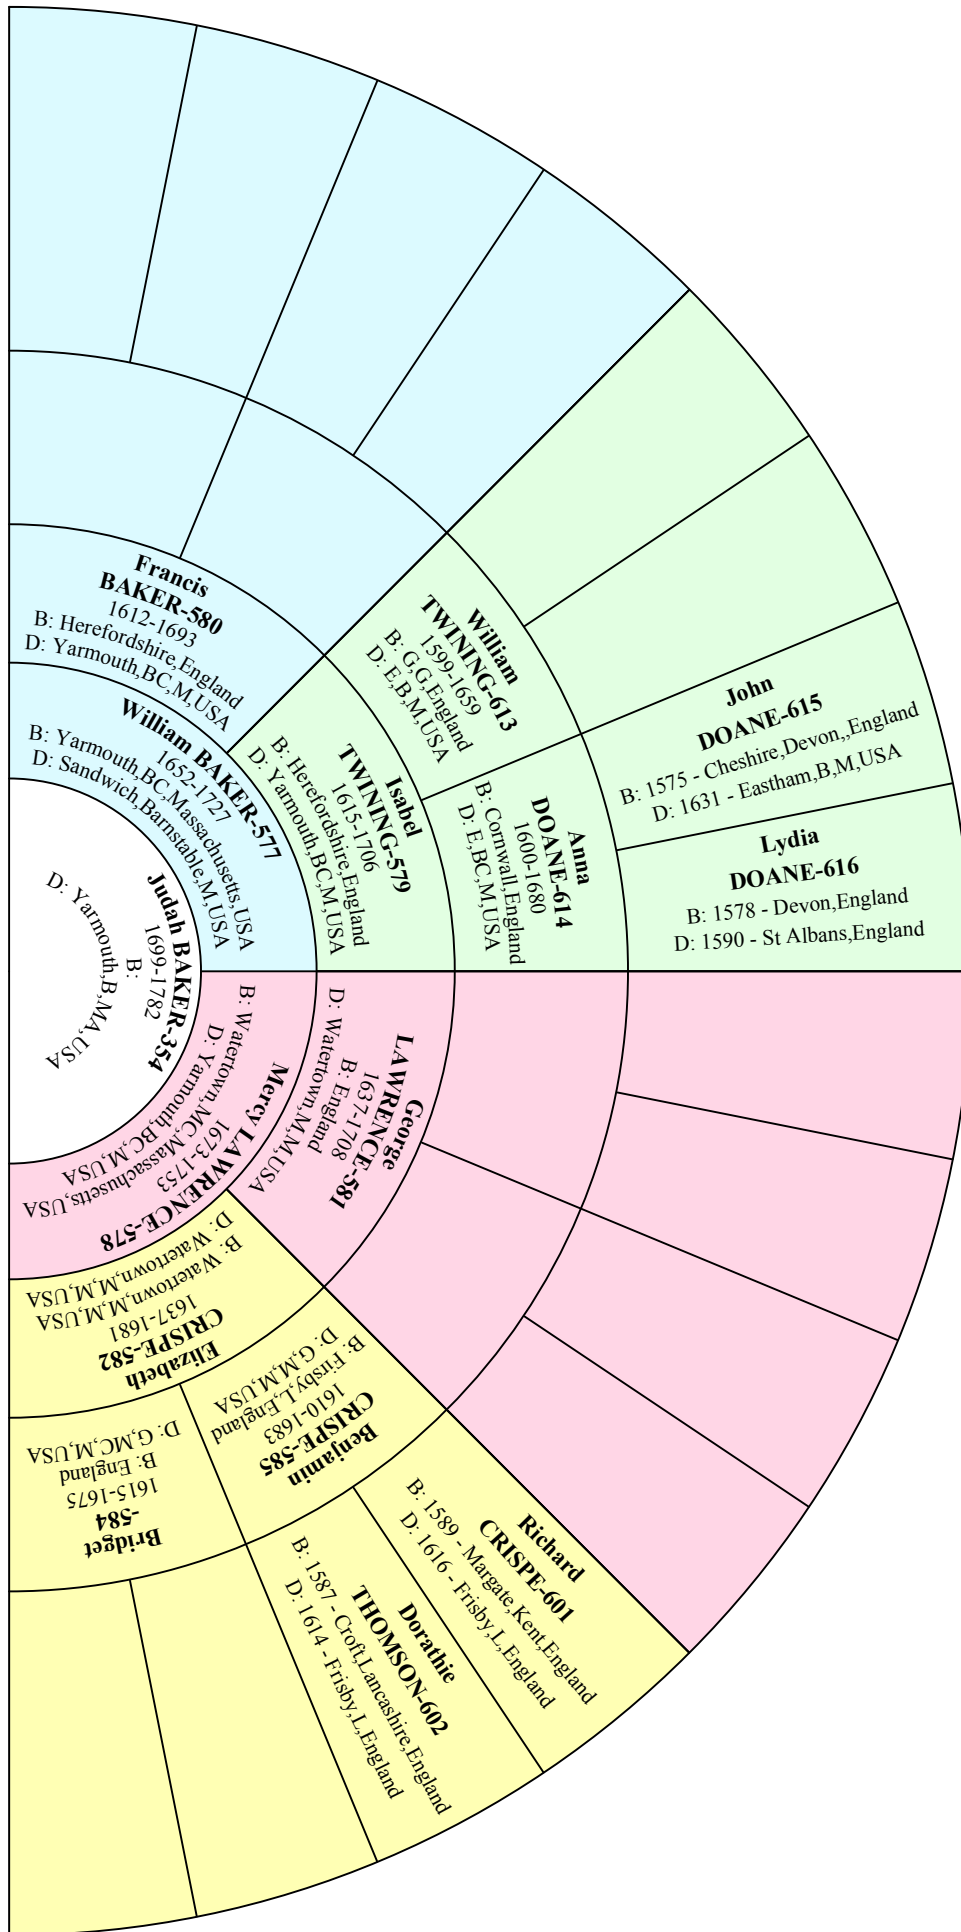 Judah BAKER-354
1699-1782
B:
D: Yarmouth,B,MA,USA
William BAKER-577
1652-1727
B: Yarmouth,BC,Massachusetts,USA
D: Sandwich,Barnstable,M,USA
Mercy LAWRENCE-578
1673-1753
B: Watertown,MC,Massachusetts,USA
D: Yarmouth,BC,M,USA
Francis
BAKER-580
1612-1693
B: Herefordshire,England
D: Yarmouth,BC,M,USA
Isabel
TWINING-579
1615-1706
B: Herefordshire,England
D: Yarmouth,BC,M,USA
George
LAWRENCE-581
1637-1708
B: England
D: Watertown,M,M,USA
Elizabeth
CRISPE-582
1637-1681
B: Watertown,M,M,USA
D: Watertown,M,M,USA
William
TWINING-613
1599-1659
B: G,G,England
D: E,B,M,USA
Anna
DOANE-614
1600-1680
B: Cornwall,England
D: E,BC,M,USA
Benjamin
CRISPE-585
1610-1683
B: Firsby,L,England
D: G,M,M,USA
Bridget
-584
1615-1675
B: England
D: G,MC,M,USA
John
DOANE-615
B: 1575 - Cheshire,Devon,,England
D: 1631 - Eastham,B,M,USA
Lydia
DOANE-616
B: 1578 - Devon,England
D: 1590 - St Albans,England
Richard
CRISPE-601
B: 1589 - Margate,Kent,England
D: 1616 - Frisby,L,England
Dorathie
THOMSON-602
B: 1587 - Croft,Lancashire,England
D: 1614 - Frisby,L,England